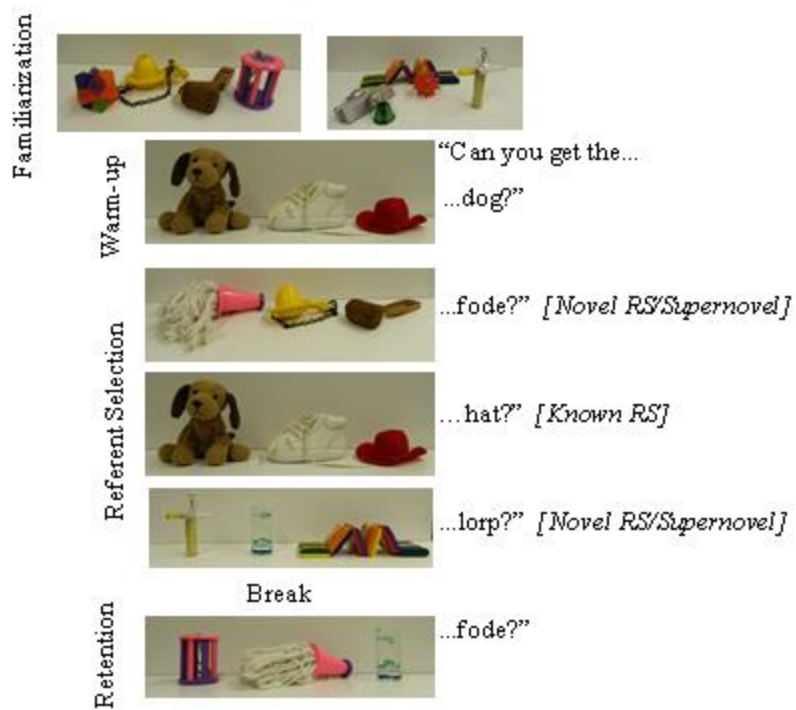 Familiarization
"Can you get the...
Warm-up
...dog?"
Referent Selection
...fode?" [Novel RS/Supernovel]
...hat?" [Known RS]
...lorp?" [Novel RS/Supernovel]
Break
Retention
...fode?"